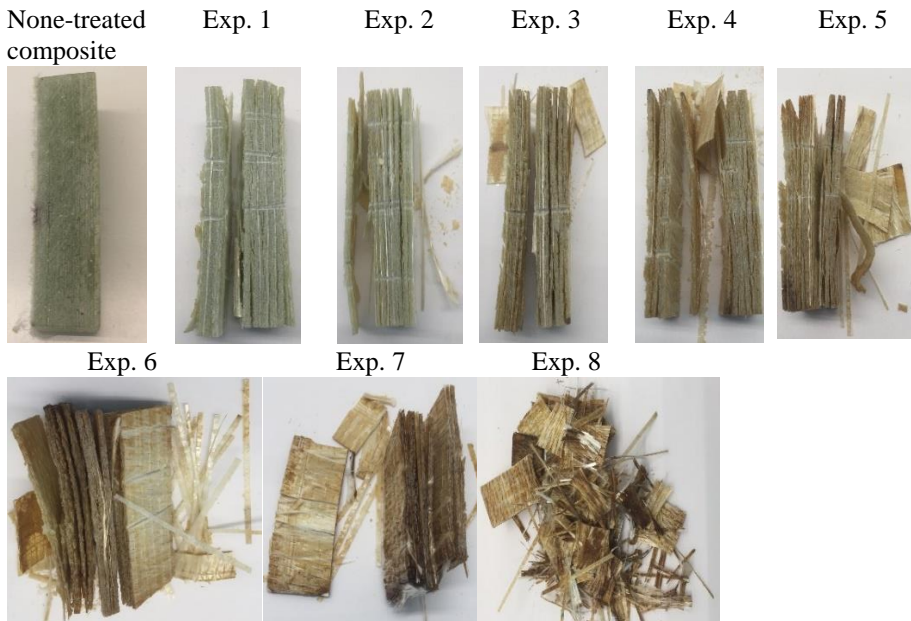 None-treated composite
Exp. 1
Exp. 2
Exp. 3
Exp. 4
Exp. 5
Exp. 6
Exp. 7
Exp. 8